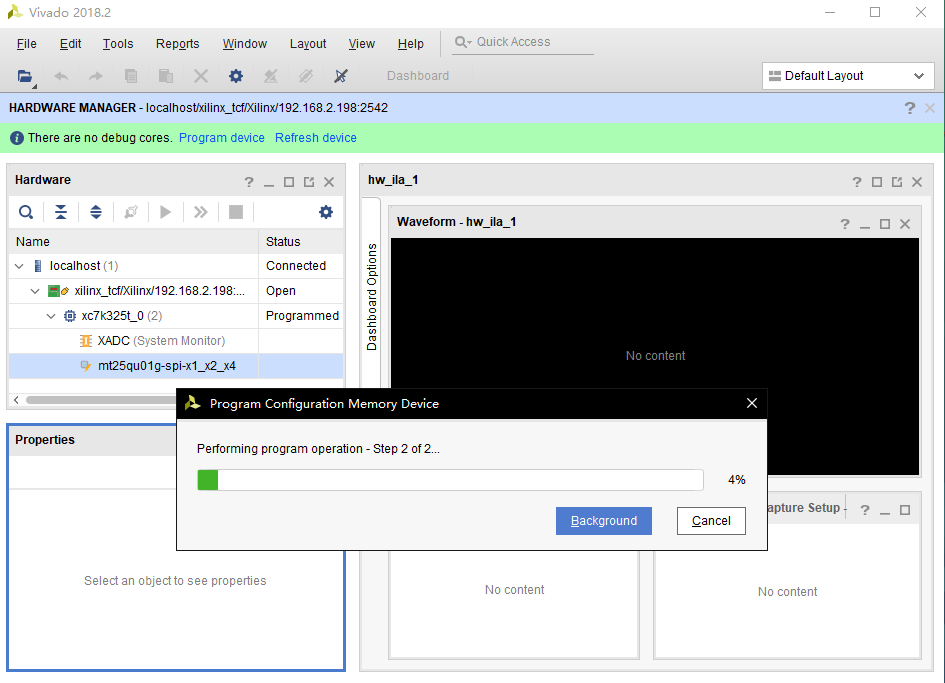 Vivado 2018.2
File Edit Tools Reports Window Layout View Help Quick Access
Dashboard Default Layout
HARDWARE MANAGER - localhost/xilinx_tcf/Xilinx/192.168.2.198:2542
There are no debug cores. Program device Refresh device
Hardware
Name Status
localhost (1) Connected
xilinx_tcf/Xilinx/192.168.2.198:... Open
xc7k325t_0 (2) Programmed
XADC (System Monitor)
mt25qu01g-spi-x1_x2_x4
hw_ila_1
Dashboard Options
Waveform - hw_ila_1
No content
Program Configuration Memory Device
Performing program operation - Step 2 of 2...
4%
Background Cancel
Properties
Select an object to see properties
apture Setup -
No content
No content